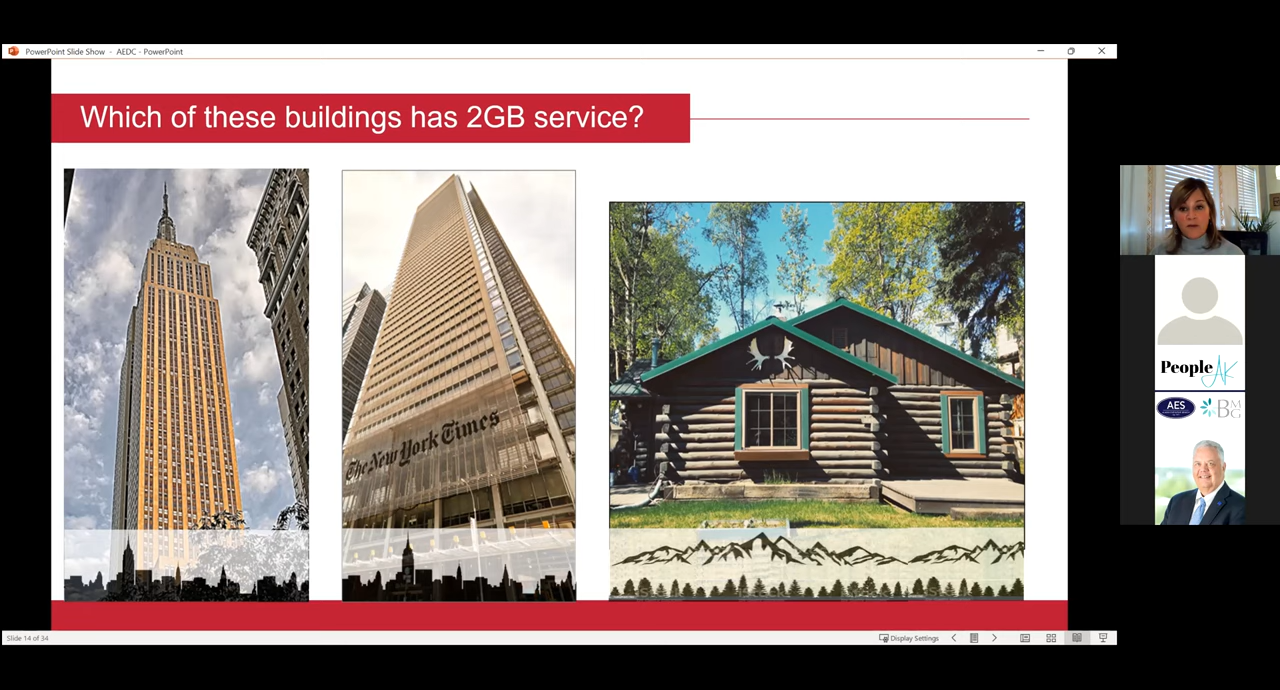 PowerPoint Slide Show - AEDC - PowerPoint
Which of these buildings has 2GB service?
The New York Times
People AK
AES
BMG
Slide 14 of 34
Display Settings